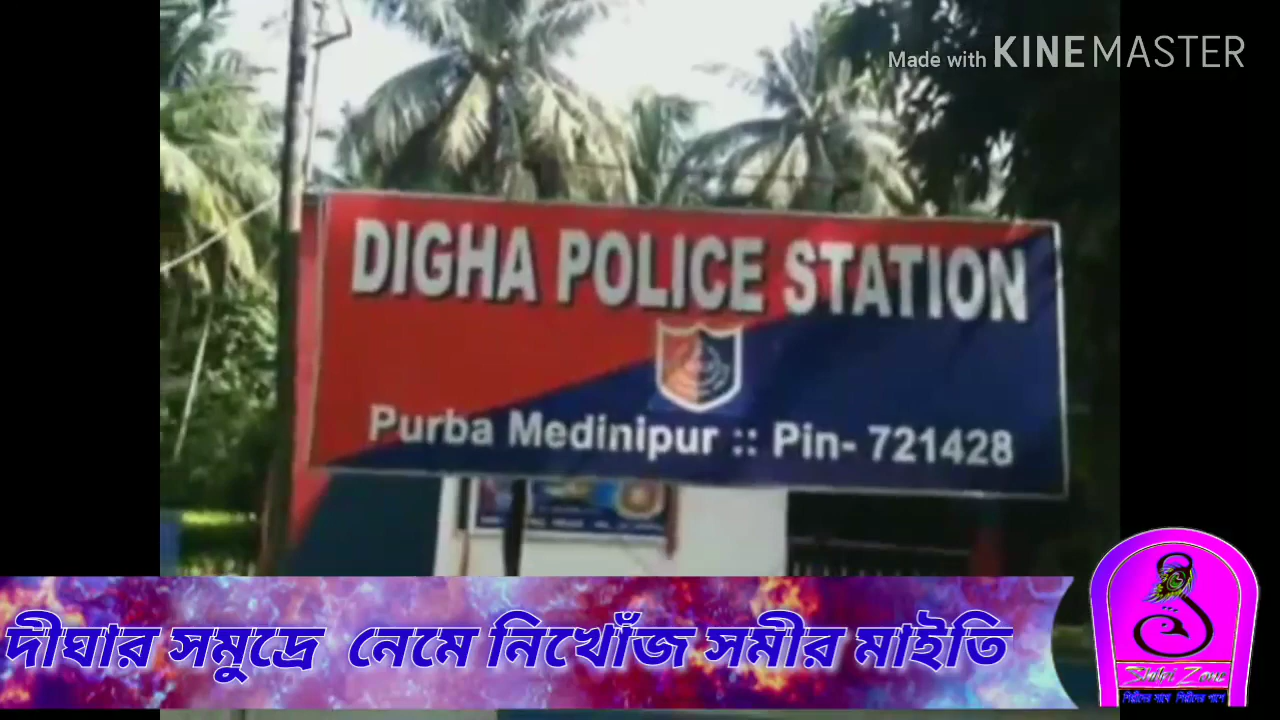 Made with KINEMASTER
DIGHA POLICE STATION
Purba Medinipur :: Pin- 721428
দীঘার সমুদ্রে নেমে নিখোঁজ সমীর মাইতি
শিল্পীদের সাথে শিল্পীদের পাশে